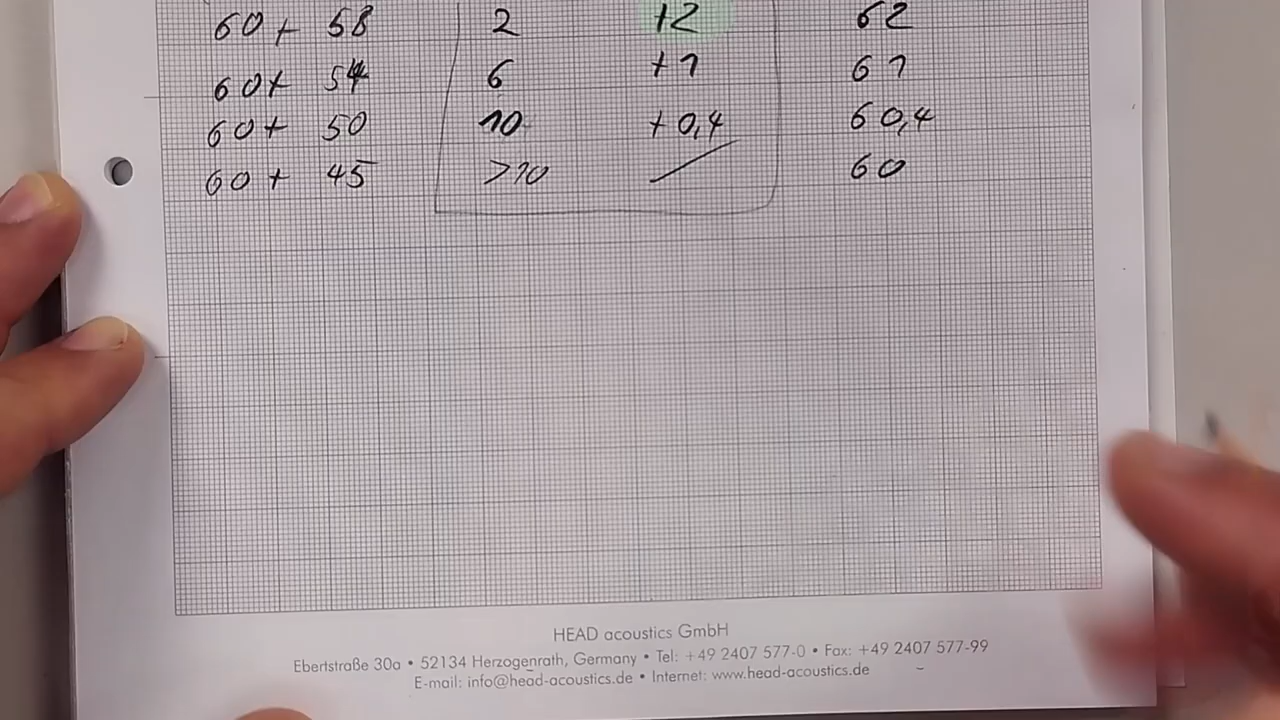 60 + 58 2 +2 62
60 + 54 6 +1 61
60 + 50 10 +0,4 60,4
60 + 45 >10 60
HEAD acoustics GmbH
Ebertstraße 30a • 52134 Herzogenrath, Germany • Tel: +49 2407 577-0 • Fax: +49 2407 577-99
E-mail: info@head-acoustics.de • Internet: www.head-acoustics.de